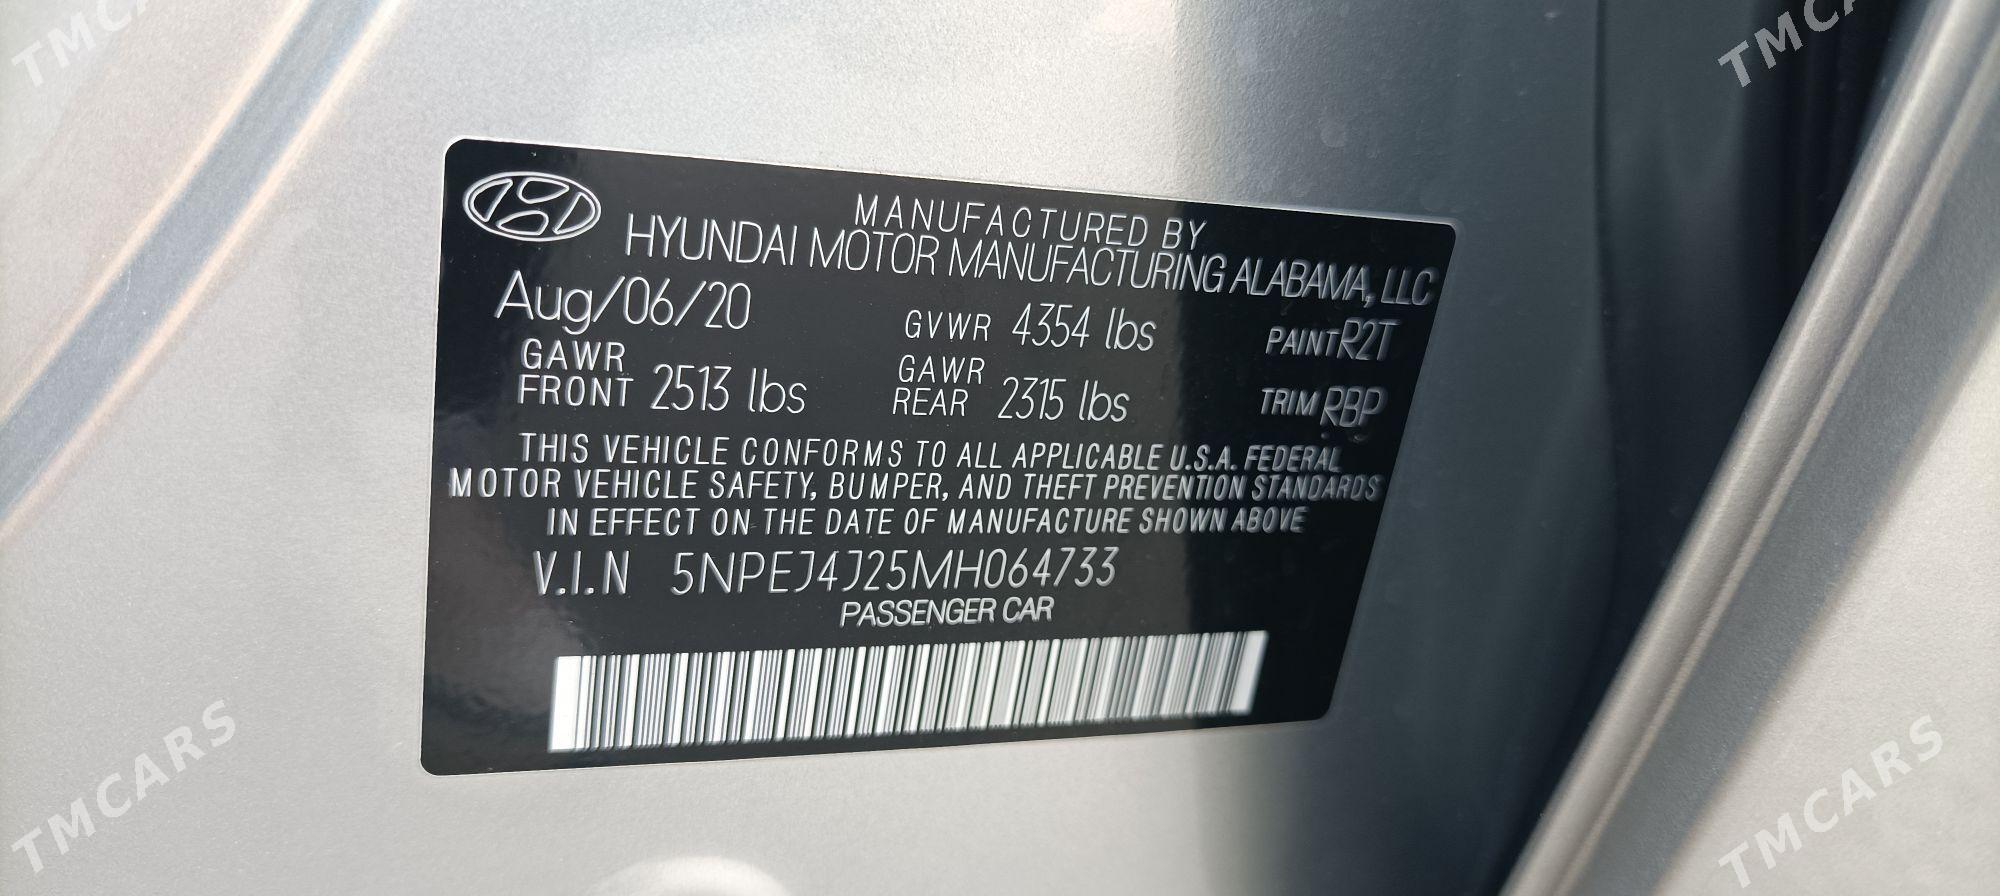 MANUFACTURED BY
HYUNDAI MOTOR MANUFACTURING ALABAMA, LLC
Aug/06/20 GVWR 4354 lbs PAINT R2T
GAWR FRONT 2513 lbs GAWR REAR 2315 lbs TRIM RBP
THIS VEHICLE CONFORMS TO ALL APPLICABLE U.S.A. FEDERAL
MOTOR VEHICLE SAFETY, BUMPER, AND THEFT PREVENTION STANDARDS
IN EFFECT ON THE DATE OF MANUFACTURE SHOWN ABOVE
V.I.N 5NPEJ4J25MH064733
PASSENGER CAR
TMCARS
TMCARS